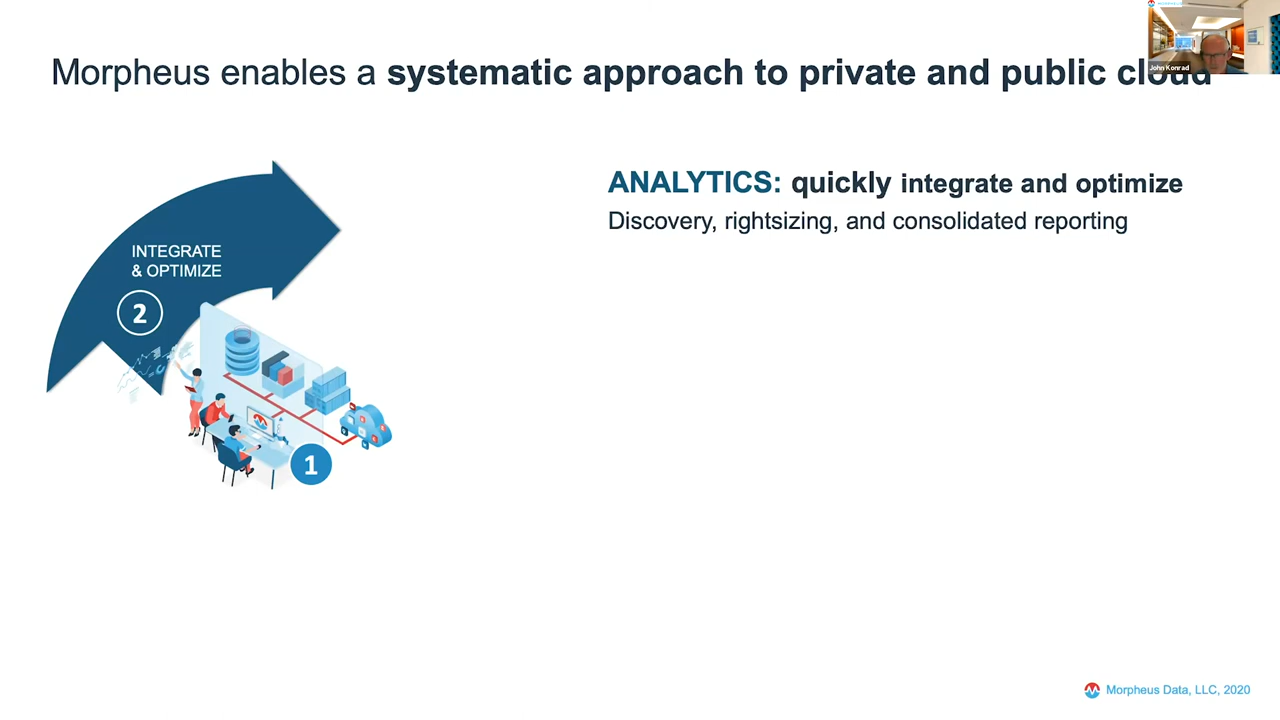 Morpheus enables a systematic approach to private and public cloud
John Konrad
ANALYTICS: quickly integrate and optimize
Discovery, rightsizing, and consolidated reporting
INTEGRATE
& OPTIMIZE
2
1
Morpheus Data, LLC, 2020